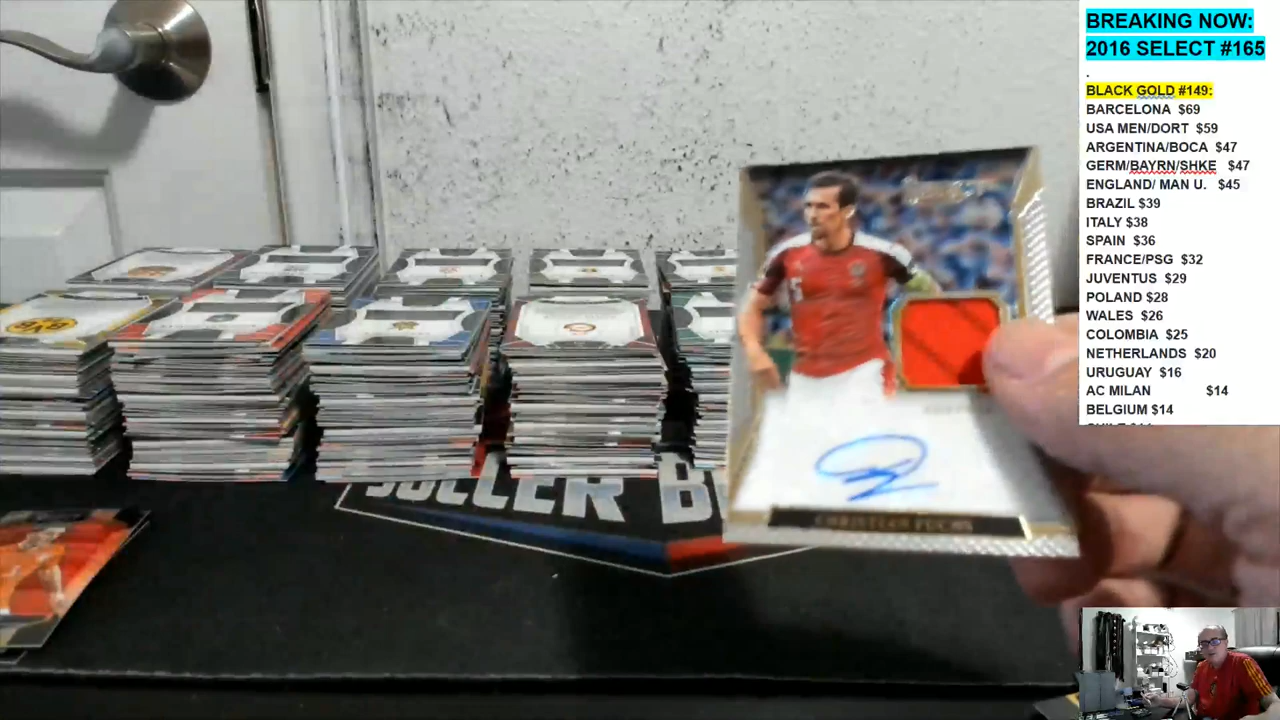 BREAKING NOW:
2016 SELECT #165
.
BLACK GOLD #149:
BARCELONA $69
USA MEN/DORT $59
ARGENTINA/BOCA $47
GERM/BAYRN/SHKE $47
ENGLAND/ MAN U. $45
BRAZIL $39
ITALY $38
SPAIN $36
FRANCE/PSG $32
JUVENTUS $29
POLAND $28
WALES $26
COLOMBIA $25
NETHERLANDS $20
URUGUAY $16
AC MILAN $14
BELGIUM $14
BVB
SOCCER
CHRISTIAN FUCHS